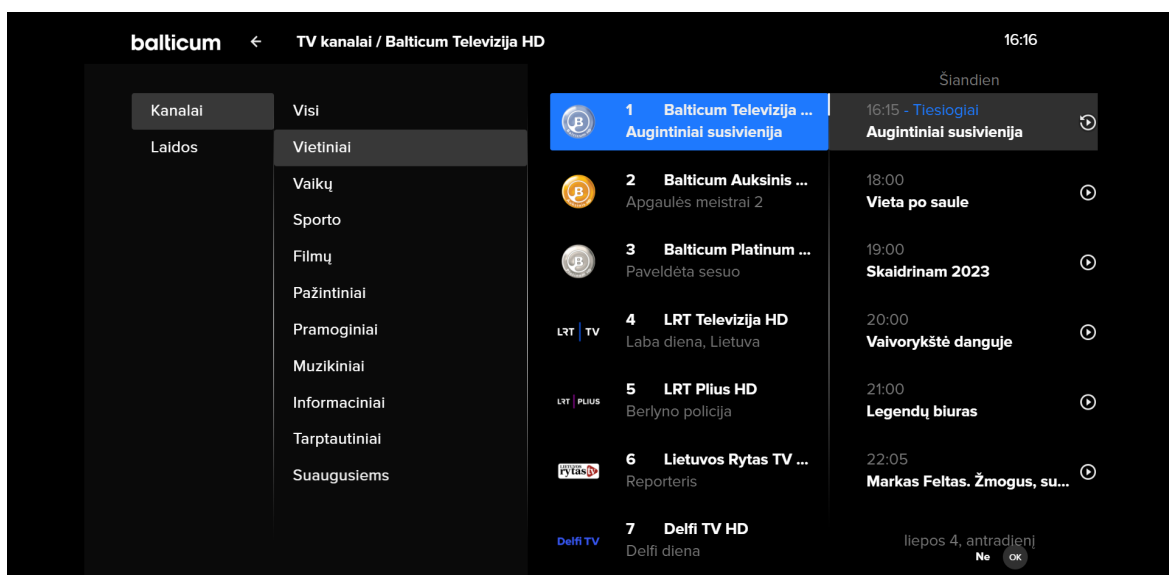 balticum ← TV kanalai / Balticum Televizija HD 16:16
Šiandien
Kanalai
Laidos
Visi
Vietiniai
Vaikų
Sporto
Filmų
Pažintiniai
Pramoginiai
Muzikiniai
Informaciniai
Tarptautiniai
Suaugusiems
B
1 Balticum Televizija ...
Augintiniai susivienija
B
2 Balticum Auksinis ...
Apgaulės meistrai 2
B
3 Balticum Platinum ...
Paveldėta sesuo
LRT TV
4 LRT Televizija HD
Laba diena, Lietuva
LRT PLIUS
5 LRT Plius HD
Berlyno policija
LIETUVOS
rytas tv
6 Lietuvos Rytas TV ...
Reporteris
Delfi TV
7 Delfi TV HD
Delfi diena
16:15 - Tiesiogiai
Augintiniai susivienija
18:00
Vieta po saule
19:00
Skaidrinam 2023
20:00
Vaivorykštė danguje
21:00
Legendų biuras
22:05
Markas Feltas. Žmogus, su...
liepos 4, antradienį
Ne OK